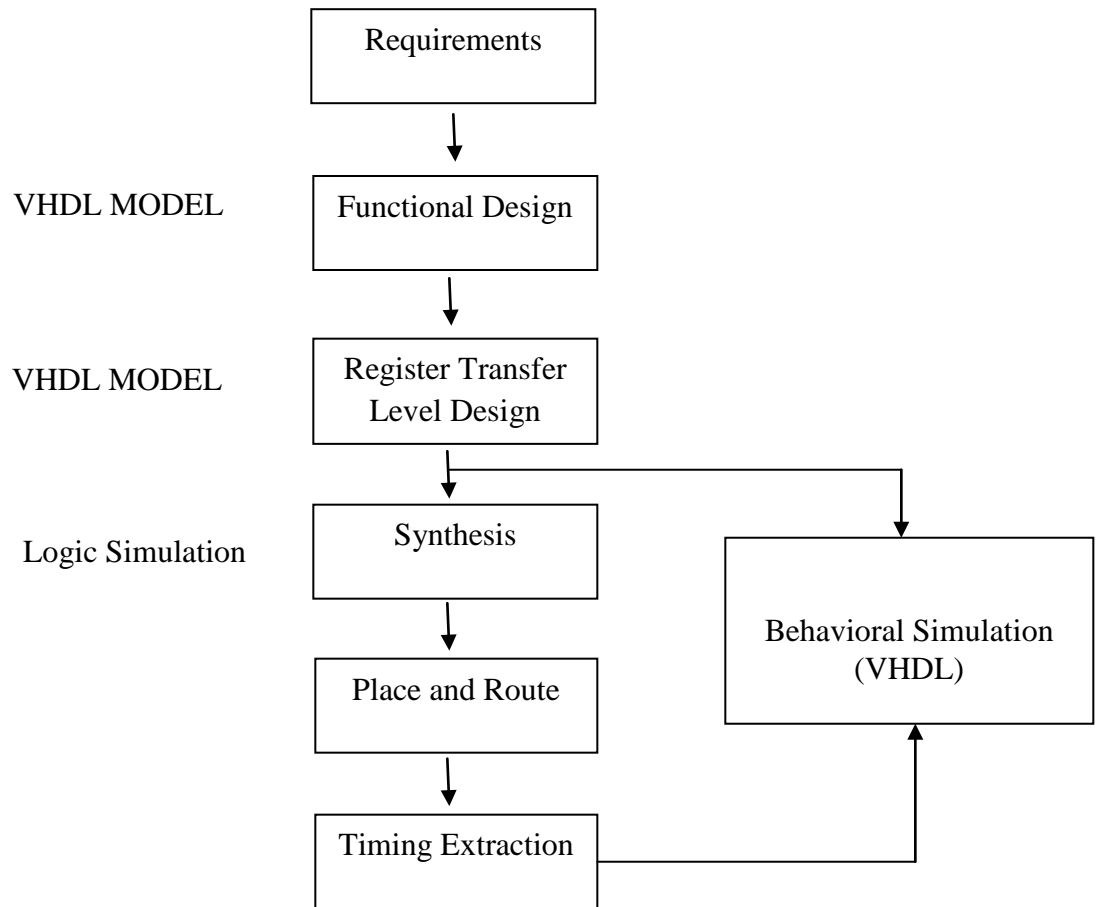 Requirements
VHDL MODEL
Functional Design
VHDL MODEL
Register Transfer
Level Design
Logic Simulation
Synthesis
Behavioral Simulation
(VHDL)
Place and Route
Timing Extraction